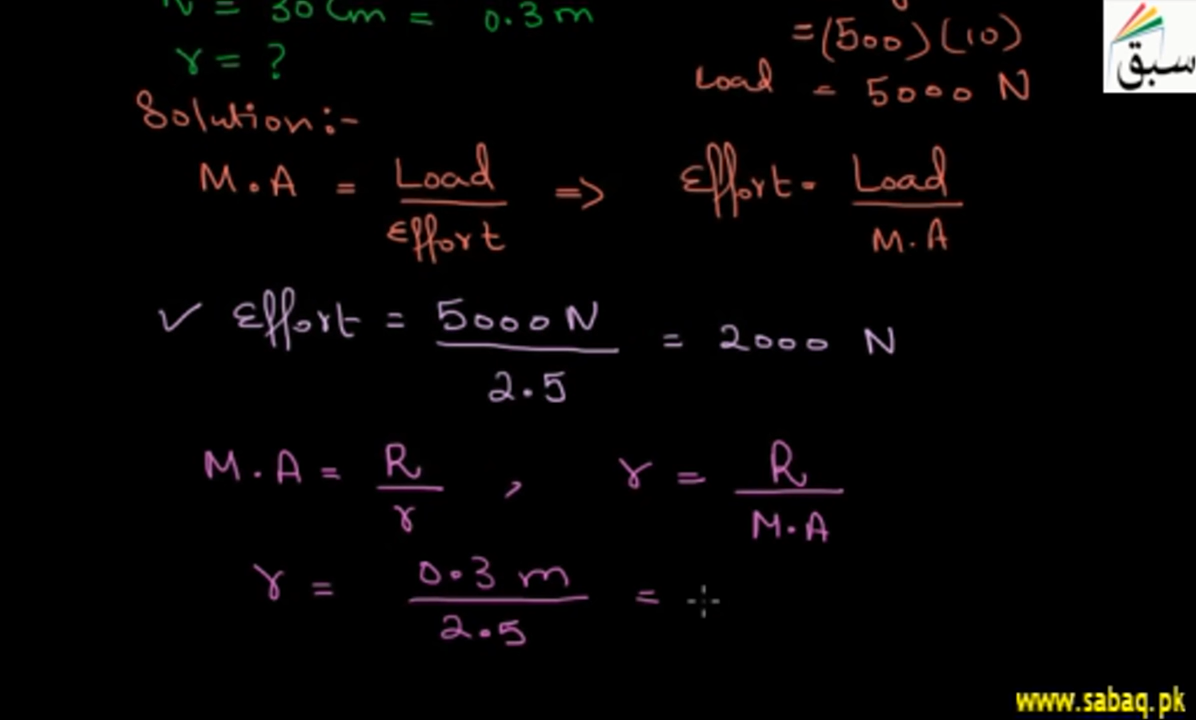 = 30 cm = 0.3 m
r = ?
= (500) (10)
Load = 5000 N
سبق
Solution:-
M.A = Load / Effort => Effort = Load / M.A
✓ Effort = 5000 N / 2.5 = 2000 N
M.A = R / r , r = R / M.A
r = 0.3 m / 2.5 =
www.sabaq.pk